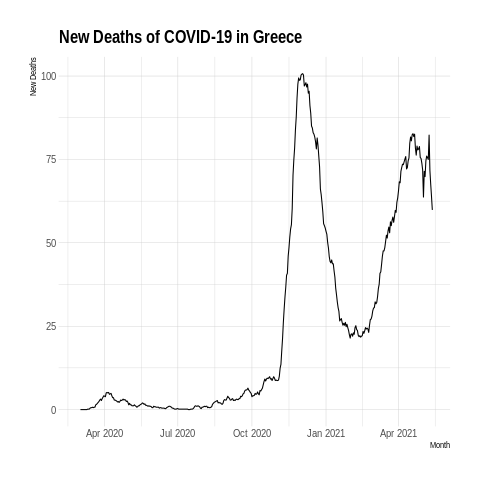 New Deaths of COVID-19 in Greece
New Deaths
100
75
50
25
0
Apr 2020 Jul 2020 Oct 2020 Jan 2021 Apr 2021
Month